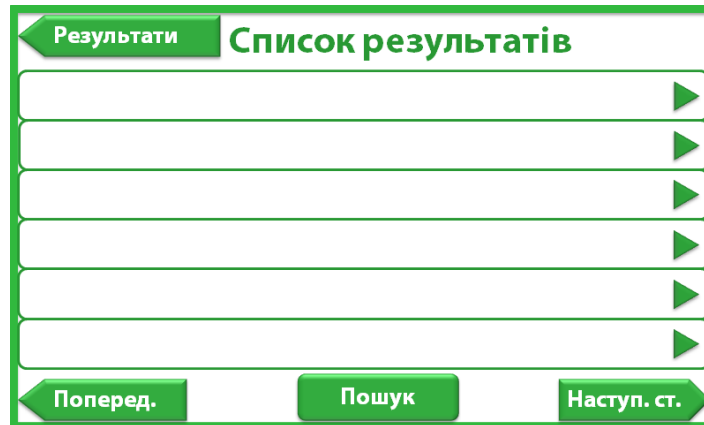 Результати
Список результатів
Поперед.
Пошук
Наступ. ст.